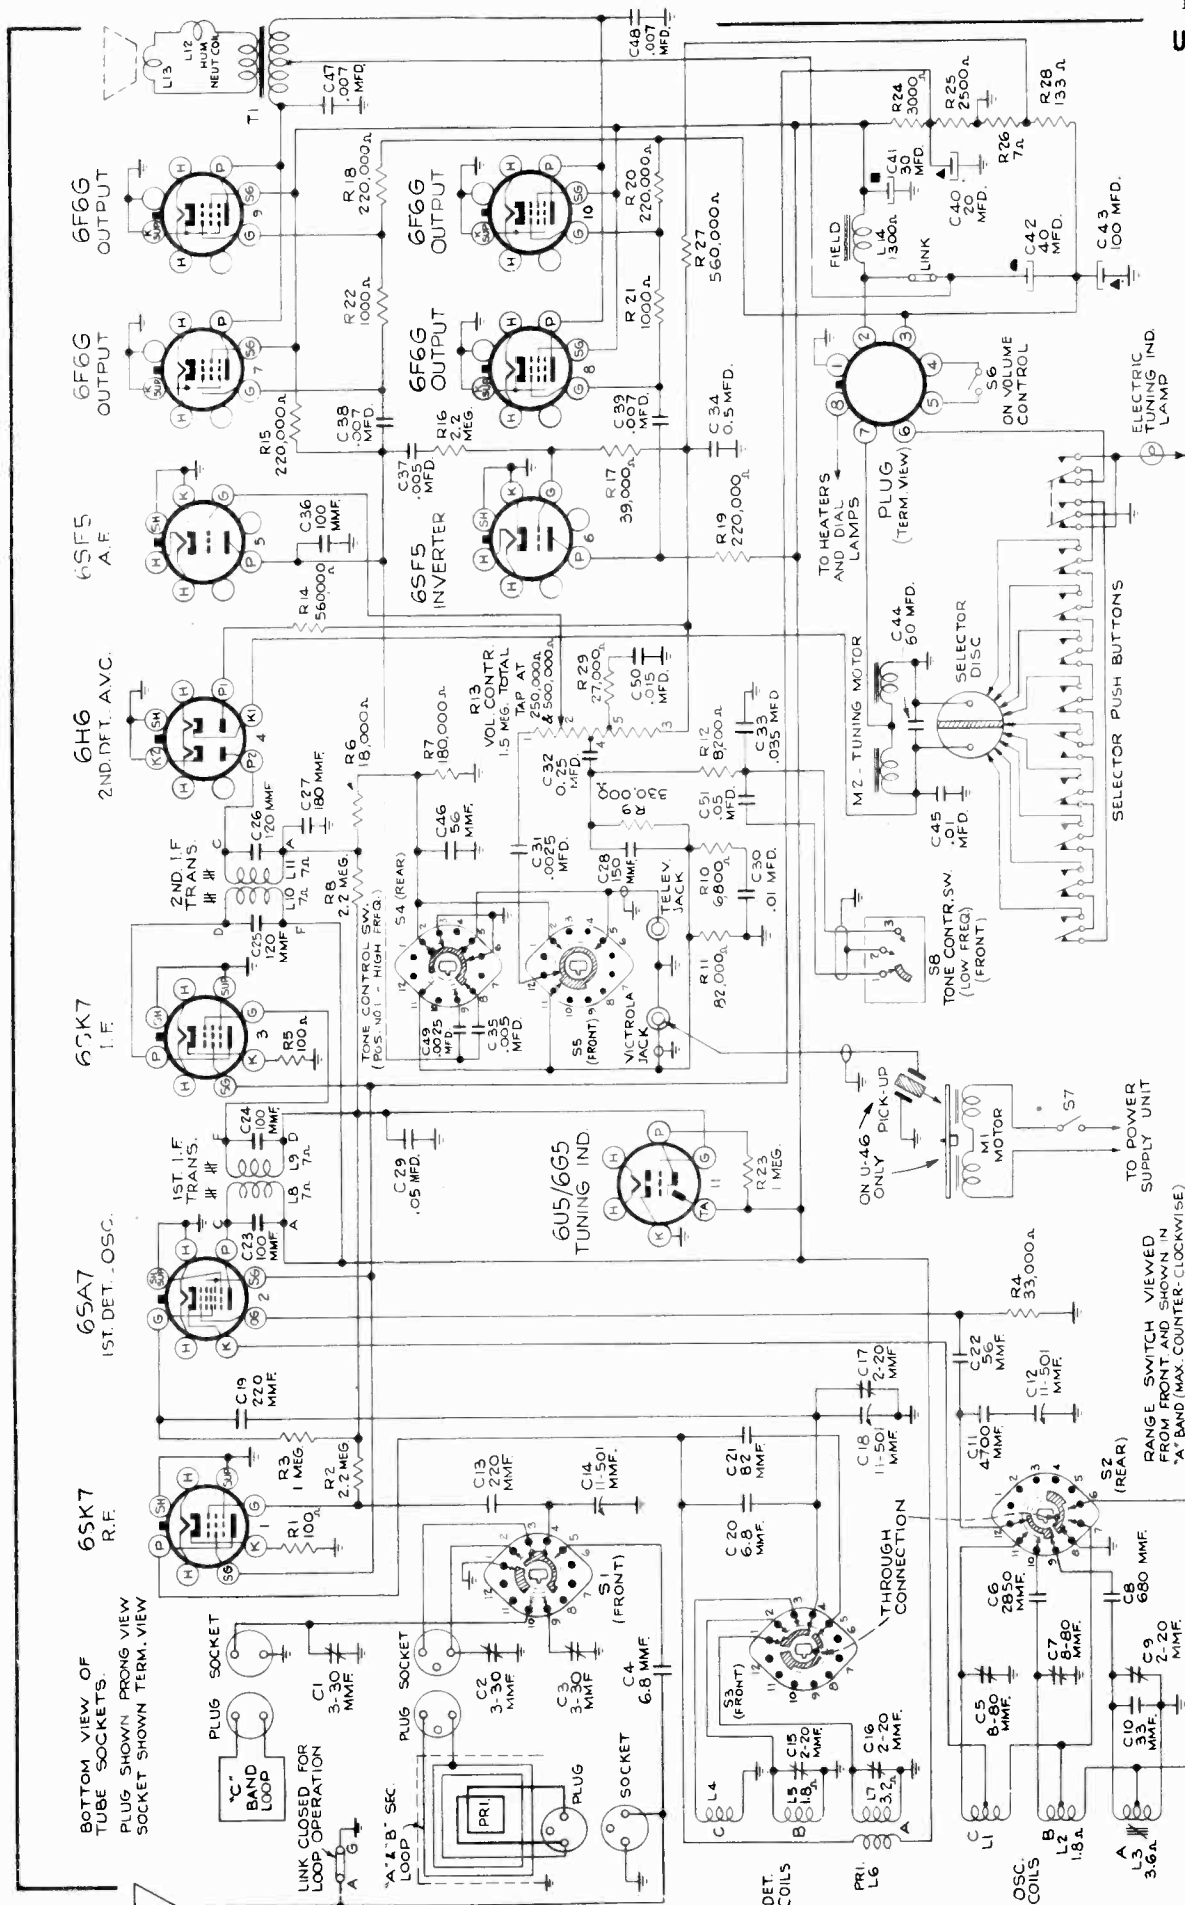 U
BOTTOM VIEW OF
TUBE SOCKETS.
PLUG SHOWN PRONG VIEW
SOCKET SHOWN TERM. VIEW
6SK7
R.F.
6SA7
1ST. DET._OSC.
6SK7
I.F.
6H6
2ND. DET. A.V.C.
6SF5
A.F.
6F6G
OUTPUT
6F6G
OUTPUT
6SF5
INVERTER
6F6G
OUTPUT
6F6G
OUTPUT
6U5/6G5
TUNING IND.
1ST. I.F.
TRANS.
2ND. I.F
TRANS.
L13
L12
HUM
NEUT COIL
T1
C47
.007
MFD.
C48
.007
MFD.
R18
220,000Ω
R22
1000Ω
R15
220,000Ω
C38
.007
MFD.
C37
.005
MFD.
R16
2.2
MEG.
R20
220,000Ω
R21
1000Ω
R27
560,000Ω
C39
.007
MFD.
R17
39,000Ω
C34
0.5 MFD.
R19
220,000Ω
C36
100
MMF.
R14
560,000Ω
R24
3000Ω
R25
2500Ω
R26
7Ω
R28
133Ω
C41
30
MFD.
C40
20
MFD.
FIELD
L14
1300Ω
LINK
C42
40
MFD.
C43
100 MFD.
PLUG
(TERM. VIEW)
TO HEATERS
AND DIAL
LAMPS
S6
ON VOLUME
CONTROL
ELECTRIC
TUNING IND.
LAMP
M2 - TUNING MOTOR
C44
60 MFD.
SELECTOR
DISC
C45
.01
MFD.
SELECTOR PUSH BUTTONS
R6
18,000Ω
R7
180,000Ω
R13
VOL CONTR.
1.5 MEG. TOTAL
TAP AT
250,000Ω
& 500,000Ω
R29
27,000Ω
C50
.015
MFD.
C32
0.25
MFD.
R12
8200Ω
C33
.035 MFD
C51
.05
MFD.
C31
.0025
MFD.
C28
150
MMF.
R10
6,800Ω
C30
.01 MFD.
R11
82,000Ω
C46
56
MMF.
C27
180 MMF.
C26
120 MMF
L11
7Ω
L10
7Ω
C25
120
MMF
R8
2.2 MEG.
TONE CONTROL SW.
(POS. NO.1 - HIGH FREQ.)
S4 (REAR)
C49
.0025
MFD.
C35
.005
MFD.
S5
(FRONT)
TELEV.
JACK
VICTROLA
JACK
S8
TONE CONTR. SW.
(LOW FREQ.)
(FRONT)
R5
100Ω
C24
100
MMF.
L9
7Ω
L8
7Ω
C23
100
MMF
C29
.05 MFD.
R23
1 MEG.
ON U-46
ONLY
PICK-UP
M1
MOTOR
S7
TO POWER
SUPPLY UNIT
C19
220
MMF.
R3
1 MEG
R2
2.2 MEG.
R1
100Ω
C13
220
MMF.
C14
11-501
MMF.
S1
(FRONT)
C21
82
MMF.
C20
6.8
MMF.
C17
2-20
MMF.
C18
11-501
MMF.
THROUGH
CONNECTION
S3
(FRONT)
R4
33,000Ω
C22
56
MMF.
C11
4700
MMF.
C12
11-501
MMF.
S2
(REAR)
RANGE SWITCH VIEWED
FROM FRONT AND SHOWN IN
"A" BAND (MAX. COUNTER-CLOCKWISE)
PLUG
SOCKET
"C"
BAND
LOOP
C1
3-30
MMF.
LINK CLOSED FOR
LOOP OPERATION
A G
"A" & "B" SEC.
LOOP
PRI.
PLUG
SOCKET
C2
3-30
MMF.
C3
3-30
MMF.
C4
6.8 MMF.
PLUG
SOCKET
DET.
COILS
C
L4
B
L5
1.8Ω
C15
2-20
MMF.
PRI.
L6
A
L7
3.2Ω
C16
2-20
MMF.
OSC.
COILS
C
L1
B
L2
1.8Ω
A
L3
3.6Ω
C5
8-80
MMF.
C6
2850
MMF.
C7
8-80
MMF.
C8
680 MMF.
C9
2-20
MMF.
C10
33
MMF.